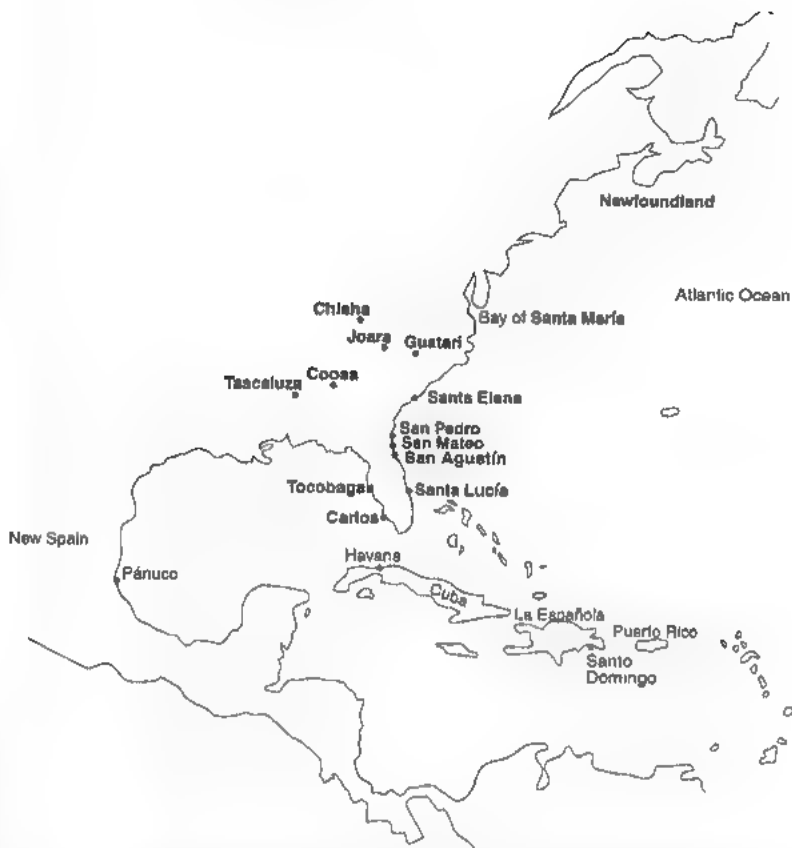 Newfoundland
Atlantic Ocean
Bay of Santa María
Chiaha
Joara
Guatari
Coosa
Tascaluza
Santa Elena
San Pedro
San Mateo
San Agustín
Tocobagas
Santa Lucía
Carlos
New Spain
Havana
Pánuco
Cuba
La Española
Puerto Rico
Santo
Domingo